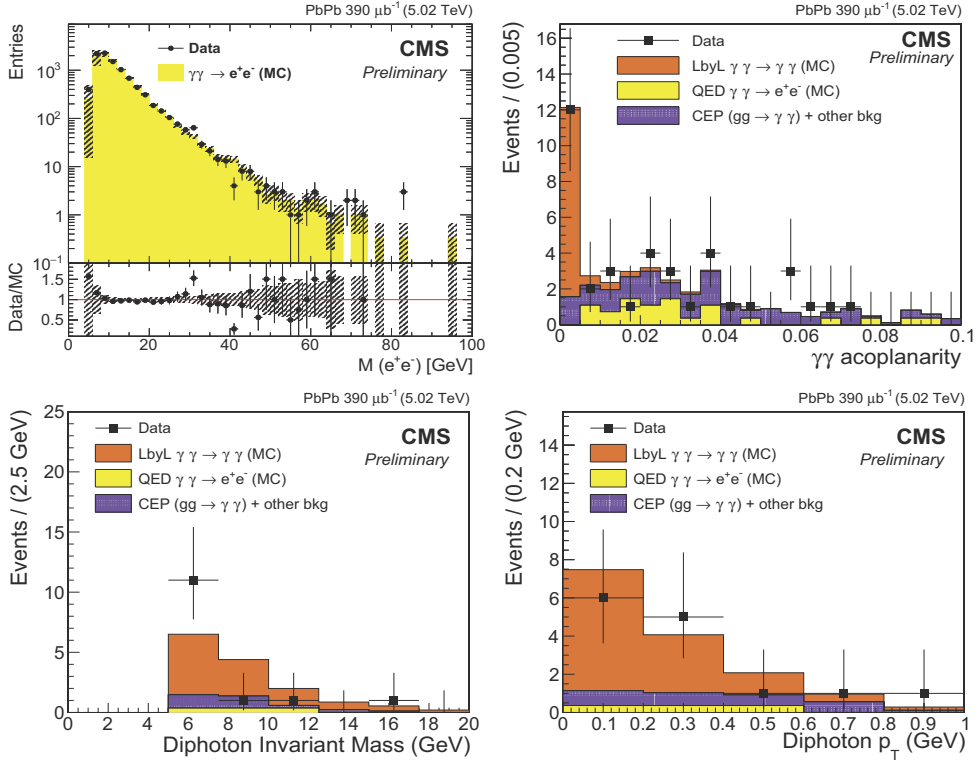 PbPb 390 μb⁻¹ (5.02 TeV)
Entries
10³
10²
10
1
10⁻¹
Data
γγ → e⁺e⁻ (MC)
CMS
Preliminary
Data/MC
1.5
1
0.5
0 20 40 60 80 100
M (e⁺e⁻) [GeV]
PbPb 390 μb⁻¹ (5.02 TeV)
Events / (0.005)
16
14
12
10
8
6
4
2
0
Data
LbyL γ γ → γ γ (MC)
QED γ γ → e⁺e⁻ (MC)
CEP (gg → γ γ) + other bkg
CMS
Preliminary
0 0.02 0.04 0.06 0.08 0.1
γγ acoplanarity
PbPb 390 μb⁻¹ (5.02 TeV)
Events / (2.5 GeV)
25
20
15
10
5
0
Data
LbyL γ γ → γ γ (MC)
QED γ γ → e⁺e⁻ (MC)
CEP (gg → γ γ) + other bkg
CMS
Preliminary
0 2 4 6 8 10 12 14 16 18 20
Diphoton Invariant Mass (GeV)
PbPb 390 μb⁻¹ (5.02 TeV)
Events / (0.2 GeV)
14
12
10
8
6
4
2
0
Data
LbyL γ γ → γ γ (MC)
QED γ γ → e⁺e⁻ (MC)
CEP (gg → γ γ) + other bkg
CMS
Preliminary
0 0.1 0.2 0.3 0.4 0.5 0.6 0.7 0.8 0.9 1
Diphoton p_T (GeV)